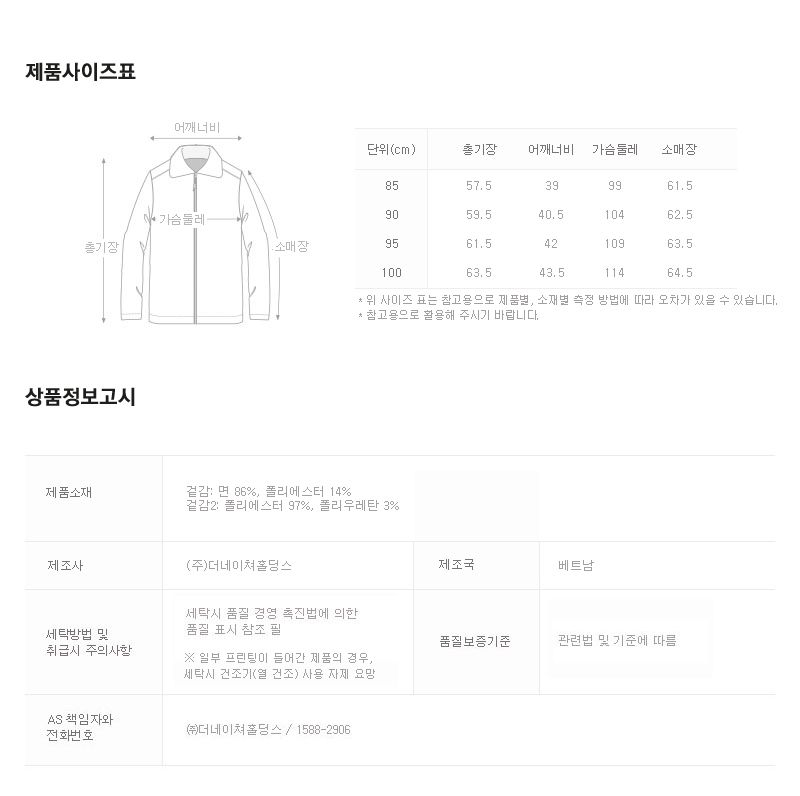 제품사이즈표
어깨너비
가슴둘레
총기장
소매장
단위(cm) 총기장 어깨너비 가슴둘레 소매장
85 57.5 39 99 61.5
90 59.5 40.5 104 62.5
95 61.5 42 109 63.5
100 63.5 43.5 114 64.5
* 위 사이즈 표는 참고용으로 제품별, 소재별 측정 방법에 따라 오차가 있을 수 있습니다.
* 참고용으로 활용해 주시기 바랍니다.
상품정보고시
제품소재
겉감: 면 86%, 폴리에스터 14%
겉감2: 폴리에스터 97%, 폴리우레탄 3%
제조사 (주)더네이쳐홀딩스 제조국 베트남
세탁방법 및
취급시 주의사항
세탁시 품질 경영 촉진법에 의한
품질 표시 참조 필
※ 일부 프린팅이 들어간 제품의 경우,
세탁시 건조기(열 건조) 사용 자제 요망
품질보증기준 관련법 및 기준에 따름
AS 책임자와
전화번호
㈜더네이쳐홀딩스 / 1588-2906